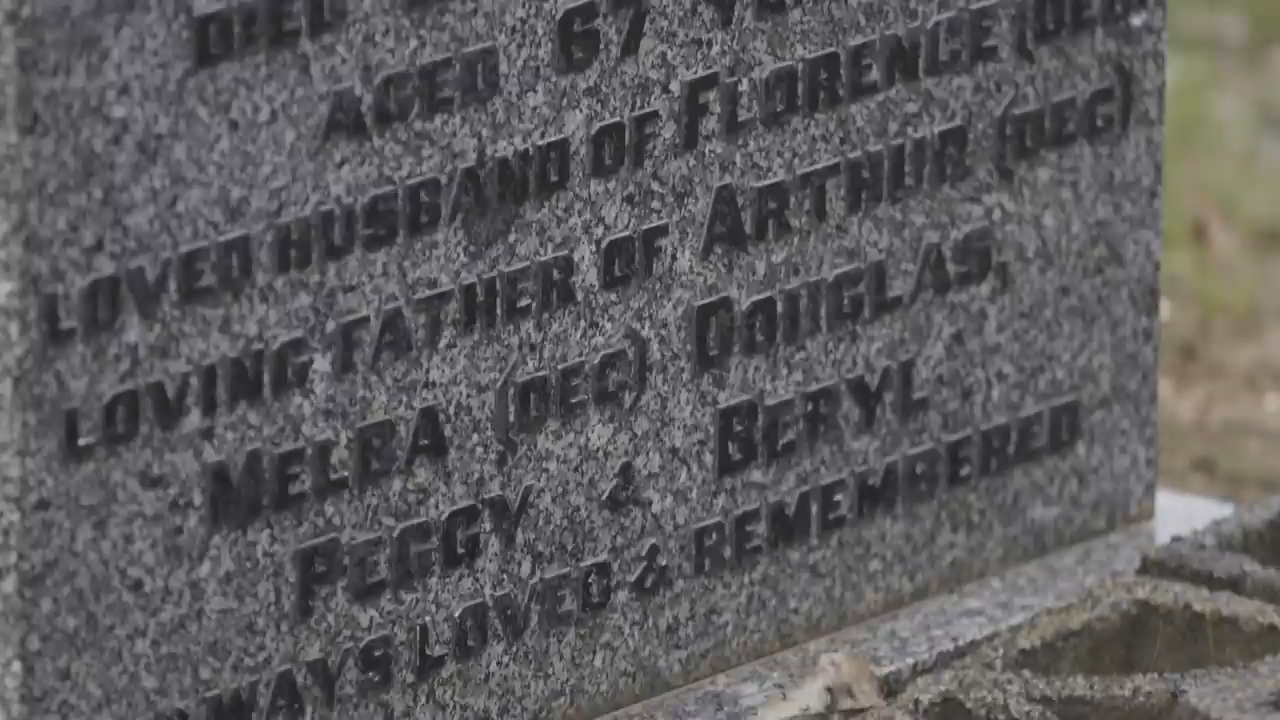 DIED
AGED 67
LOVED HUSBAND OF FLORENCE (DEC)
LOVING FATHER OF ARTHUR (DEC)
MELBA (DEC) DOUGLAS,
PEGGY & BERYL
ALWAYS LOVED & REMEMBERED